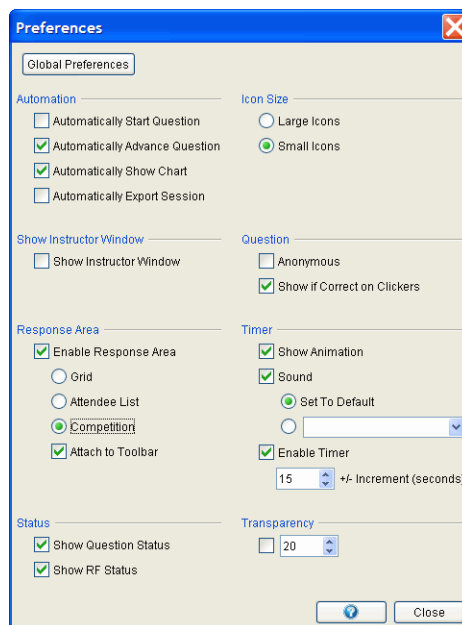 Preferences
Global Preferences
Automation
Automatically Start Question
Automatically Advance Question
Automatically Show Chart
Automatically Export Session
Icon Size
Large Icons
Small Icons
Show Instructor Window
Show Instructor Window
Question
Anonymous
Show if Correct on Clickers
Response Area
Enable Response Area
Grid
Attendee List
Competition
Attach to Toolbar
Timer
Show Animation
Sound
Set To Default
Enable Timer
15 +/- Increment (seconds)
Status
Show Question Status
Show RF Status
Transparency
20
? Close